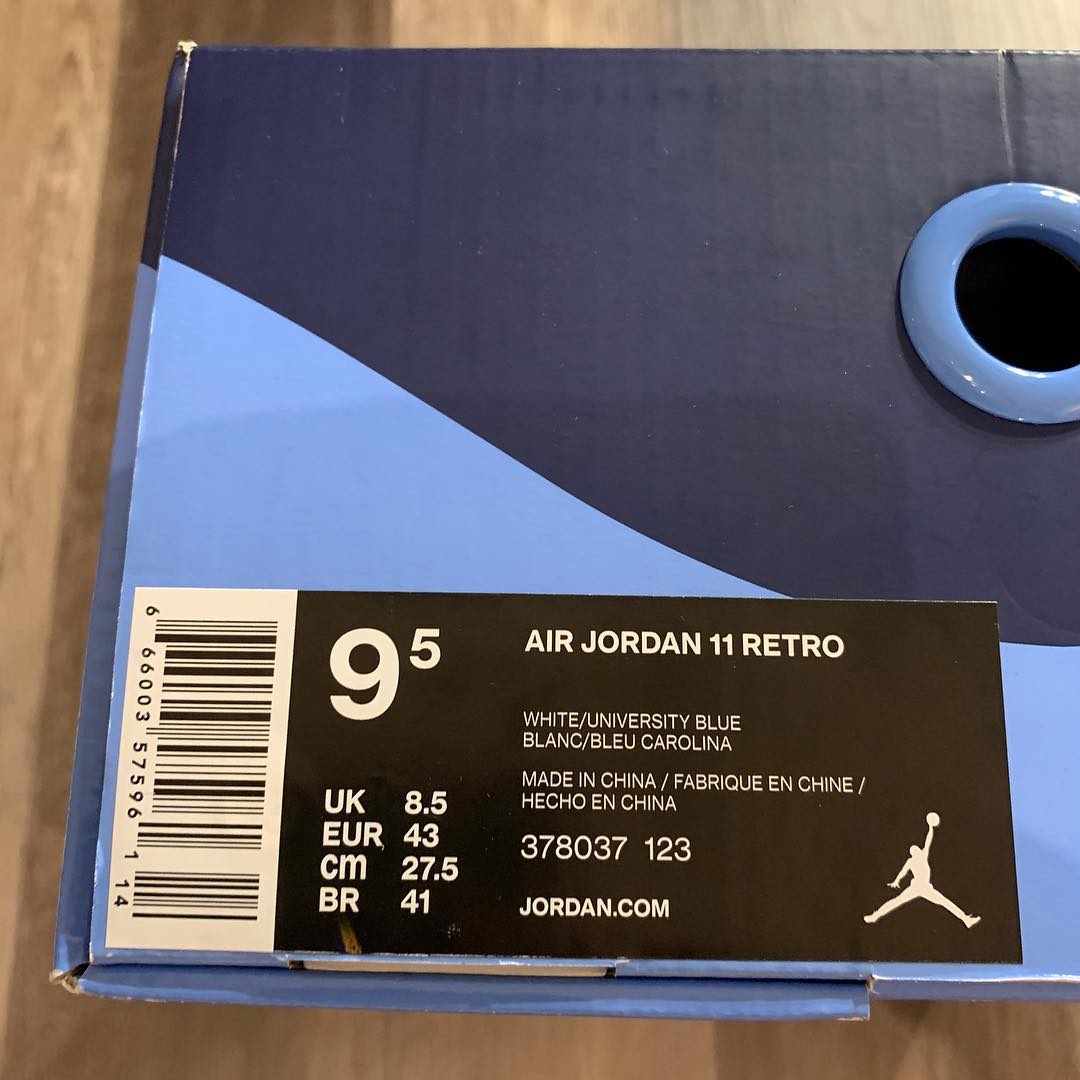 6 66003 57596 1 14
9 5
UK 8.5
EUR 43
cm 27.5
BR 41
AIR JORDAN 11 RETRO
WHITE/UNIVERSITY BLUE
BLANC/BLEU CAROLINA
MADE IN CHINA / FABRIQUE EN CHINE /
HECHO EN CHINA
378037 123
JORDAN.COM